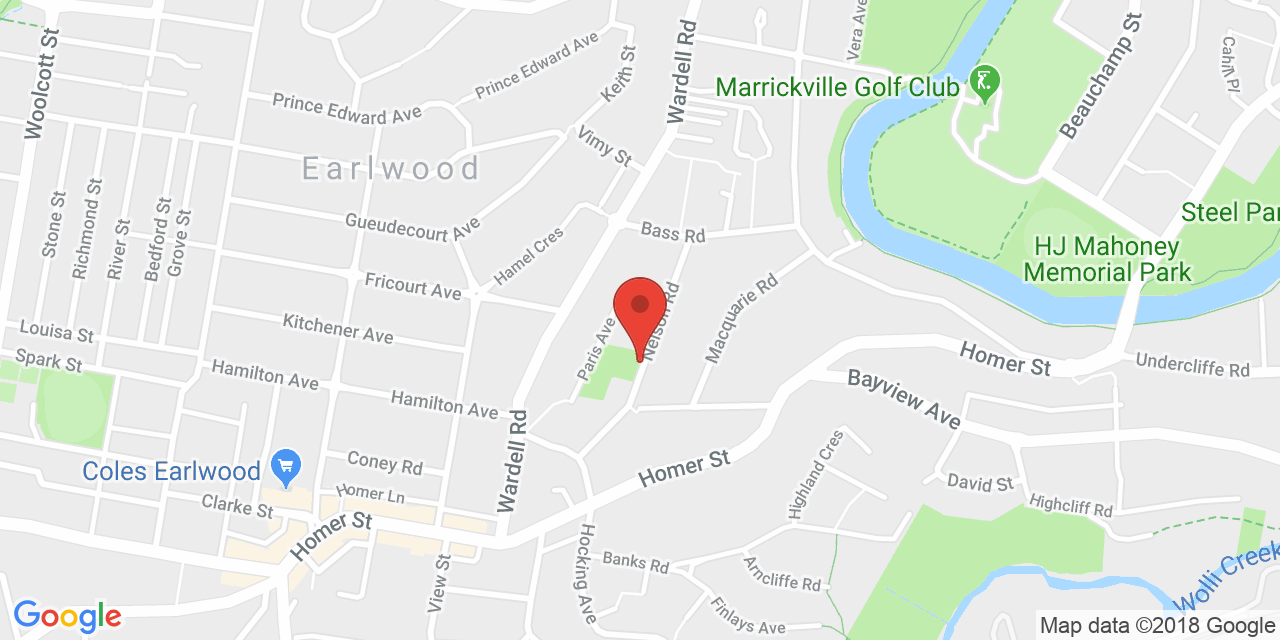 Woolcott St
Prince Edward Ave
Keith St
Wardell Rd
Vera Ave
Marrickville Golf Club
Beauchamp St
Cahill Pl
Prince Edward Ave
Vimy St
Earlwood
Stone St
Richmond St
River St
Bedford St
Grove St
Gueudecourt Ave
Hamel Cres
Bass Rd
HJ Mahoney
Memorial Park
Steel Par
Fricourt Ave
Kitchener Ave
Paris Ave
Nelson Rd
Macquarie Rd
Louisa St
Spark St
Hamilton Ave
Hamilton Ave
Homer St
Undercliffe Rd
Bayview Ave
Wardell Rd
Coles Earlwood
Coney Rd
Homer Ln
Clarke St
Homer St
Homer St
Highland Cres
David St
Highcliff Rd
Hocking Ave
View St
Banks Rd
Arncliffe Rd
Finlays Ave
Wolli Creek
Google
Map data ©2018 Google